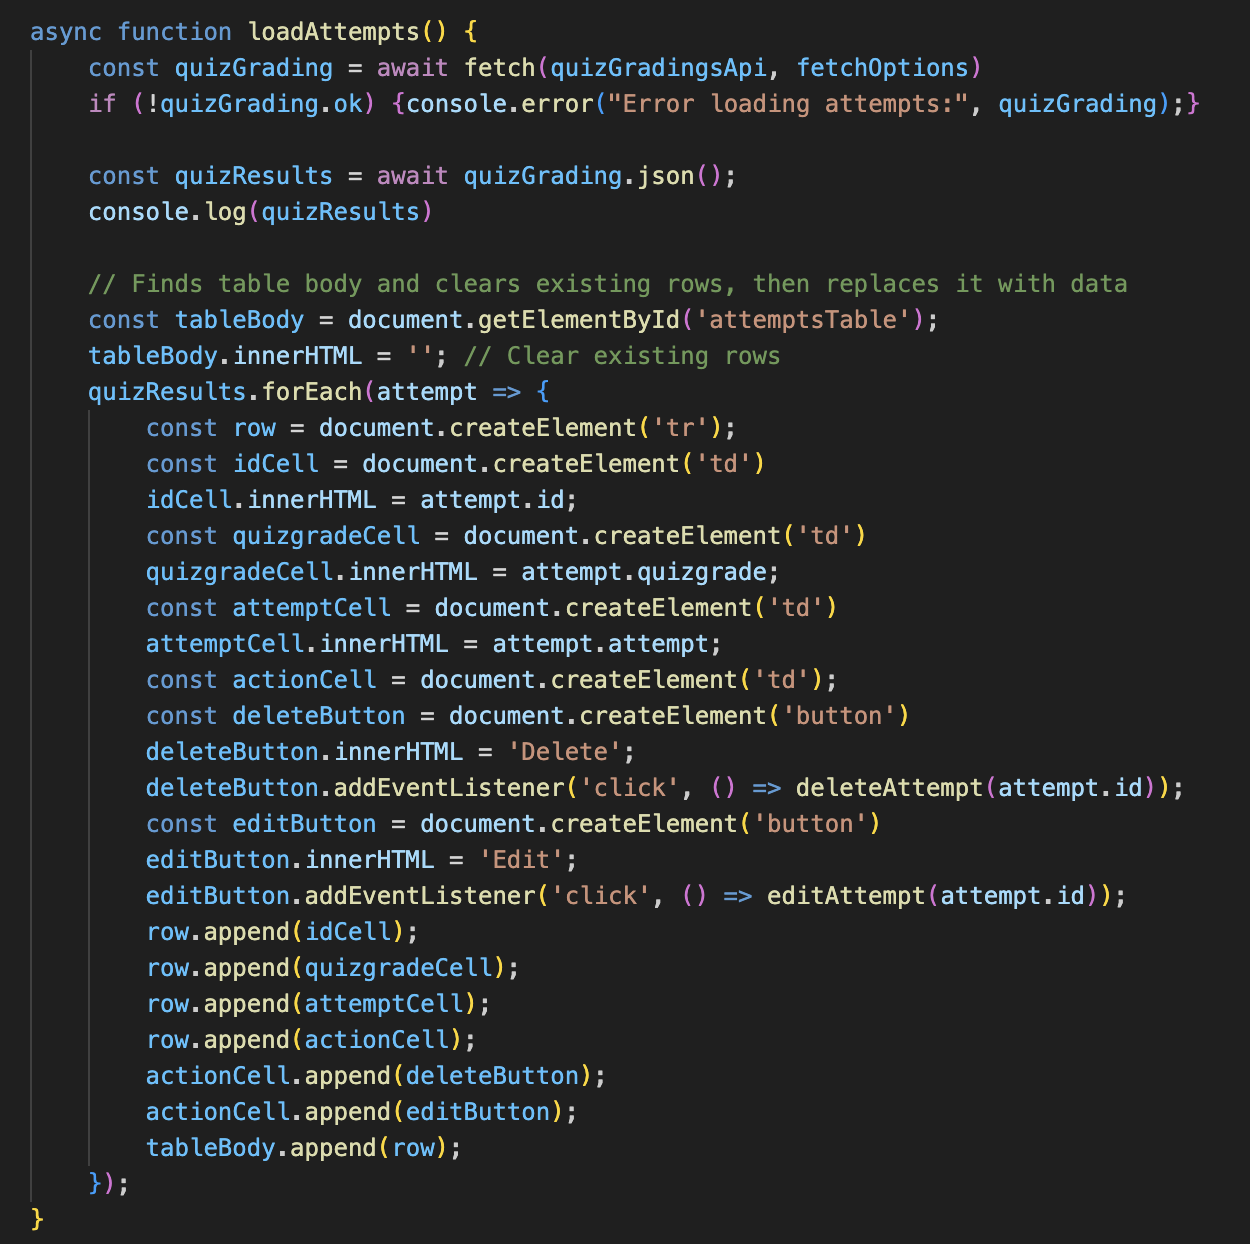 async function loadAttempts() {
    const quizGrading = await fetch(quizGradingsApi, fetchOptions)
    if (!quizGrading.ok) {console.error("Error loading attempts:", quizGrading);}

    const quizResults = await quizGrading.json();
    console.log(quizResults)

    // Finds table body and clears existing rows, then replaces it with data
    const tableBody = document.getElementById('attemptsTable');
    tableBody.innerHTML = ''; // Clear existing rows
    quizResults.forEach(attempt => {
        const row = document.createElement('tr');
        const idCell = document.createElement('td')
        idCell.innerHTML = attempt.id;
        const quizgradeCell = document.createElement('td')
        quizgradeCell.innerHTML = attempt.quizgrade;
        const attemptCell = document.createElement('td')
        attemptCell.innerHTML = attempt.attempt;
        const actionCell = document.createElement('td');
        const deleteButton = document.createElement('button')
        deleteButton.innerHTML = 'Delete';
        deleteButton.addEventListener('click', () => deleteAttempt(attempt.id));
        const editButton = document.createElement('button')
        editButton.innerHTML = 'Edit';
        editButton.addEventListener('click', () => editAttempt(attempt.id));
        row.append(idCell);
        row.append(quizgradeCell);
        row.append(attemptCell);
        row.append(actionCell);
        actionCell.append(deleteButton);
        actionCell.append(editButton);
        tableBody.append(row);
    });
}